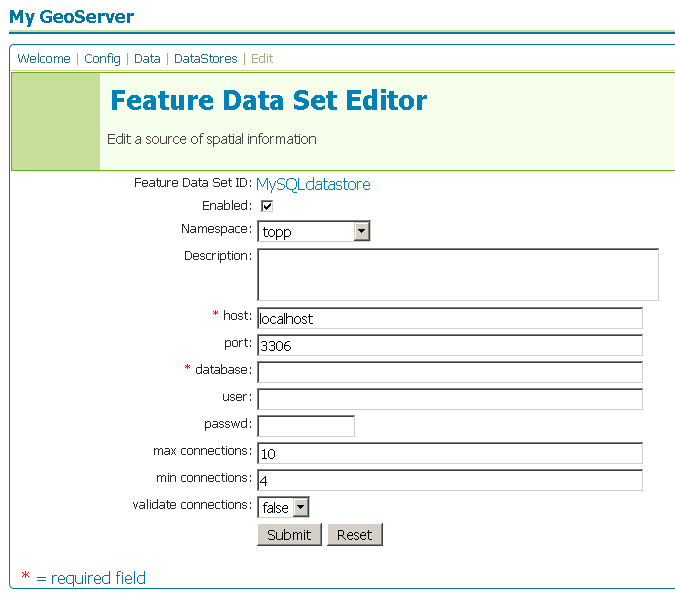 My GeoServer
Welcome | Config | Data | DataStores | Edit
Feature Data Set Editor
Edit a source of spatial information
Feature Data Set ID: MySQLdatastore
Enabled:
Namespace: topp
Description:
* host: localhost
port: 3306
* database:
user:
passwd:
max connections: 10
min connections: 4
validate connections: false
Submit Reset
* = required field